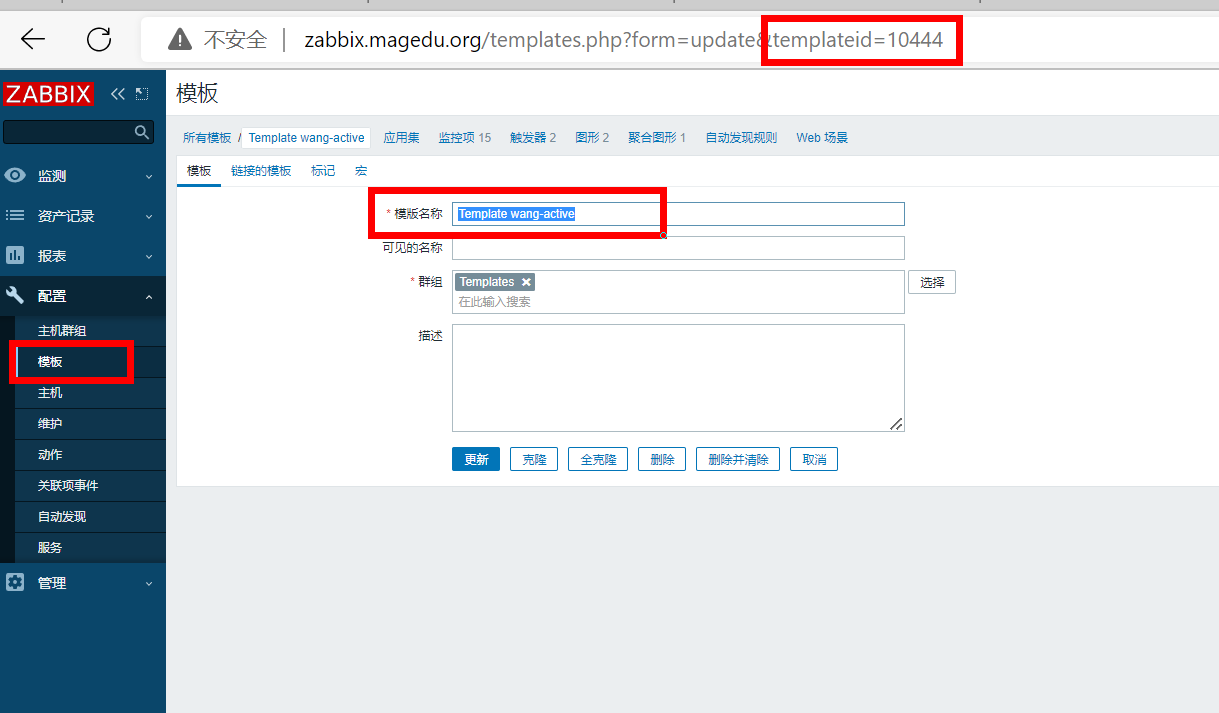 不安全 | zabbix.magedu.org/templates.php?form=update&templateid=10444
ZABBIX
模板
所有模板 / Template wang-active 应用集 监控项 15 触发器 2 图形 2 聚合图形 1 自动发现规则 Web 场景
模板 链接的模板 标记 宏
监测
资产记录
报表
配置
主机群组
模板
主机
维护
动作
关联项事件
自动发现
服务
管理
* 模版名称 Template wang-active
可见的名称
* 群组 Templates
在此输入搜索
选择
描述
更新 克隆 全克隆 删除 删除并清除 取消